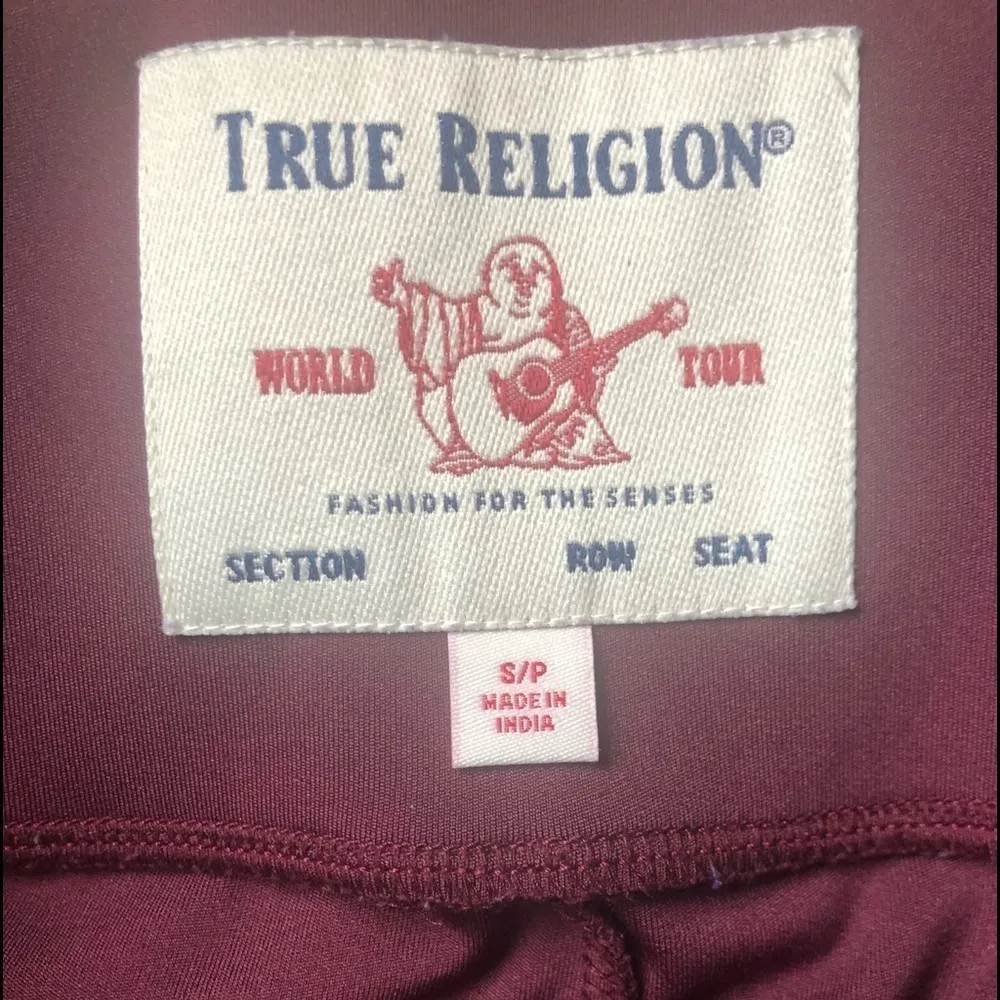 TRUE RELIGION®
WORLD TOUR
FASHION FOR THE SENSES
SECTION ROW SEAT
S/P
MADE IN
INDIA